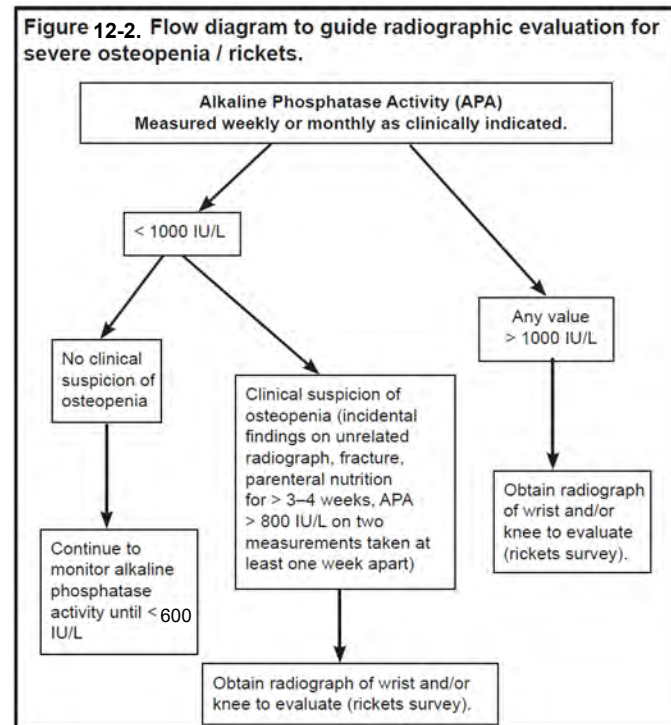 Figure 12-2. Flow diagram to guide radiographic evaluation for
severe osteopenia / rickets.
Alkaline Phosphatase Activity (APA)
Measured weekly or monthly as clinically indicated.
< 1000 IU/L
Any value
> 1000 IU/L
No clinical
suspicion of
osteopenia
Clinical suspicion of
osteopenia (incidental
findings on unrelated
radiograph, fracture,
parenteral nutrition
for > 3–4 weeks, APA
> 800 IU/L on two
measurements taken at
least one week apart)
Obtain radiograph
of wrist and/or
knee to evaluate
(rickets survey).
Continue to
monitor alkaline
phosphatase
activity until < 600
IU/L
Obtain radiograph of wrist and/or
knee to evaluate (rickets survey).